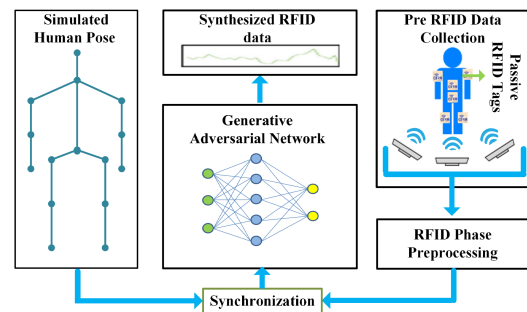 Simulated
Human Pose
Synthesized RFID
data
Pre RFID Data
Collection
Passive
RFID Tags
Generative
Adversarial Network
RFID Phase
Preprocessing
Synchronization